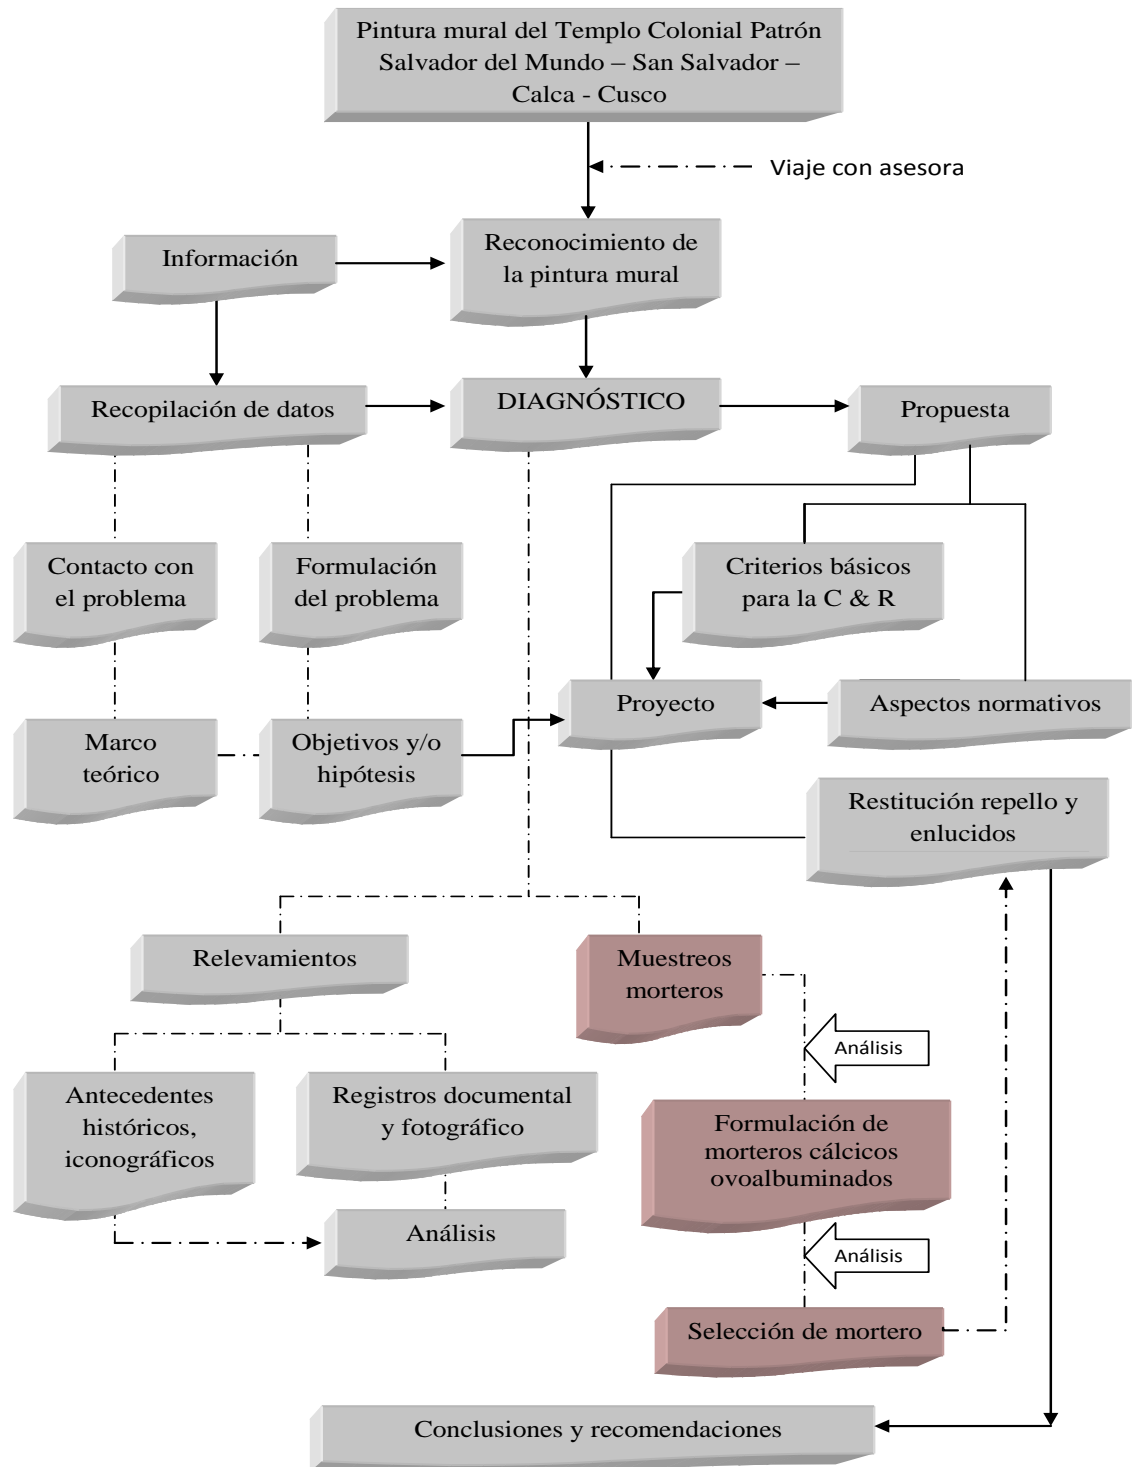 Pintura mural del Templo Colonial Patrón
Salvador del Mundo – San Salvador –
Calca - Cusco
Viaje con asesora
Información
Reconocimiento de
la pintura mural
Recopilación de datos
DIAGNÓSTICO
Propuesta
Contacto con
el problema
Formulación
del problema
Criterios básicos
para la C & R
Proyecto
Aspectos normativos
Marco
teórico
Objetivos y/o
hipótesis
Restitución repello y
enlucidos
Relevamientos
Muestreos
morteros
Análisis
Antecedentes
históricos,
iconográficos
Registros documental
y fotográfico
Formulación de
morteros cálcicos
ovoalbuminados
Análisis
Análisis
Selección de mortero
Conclusiones y recomendaciones